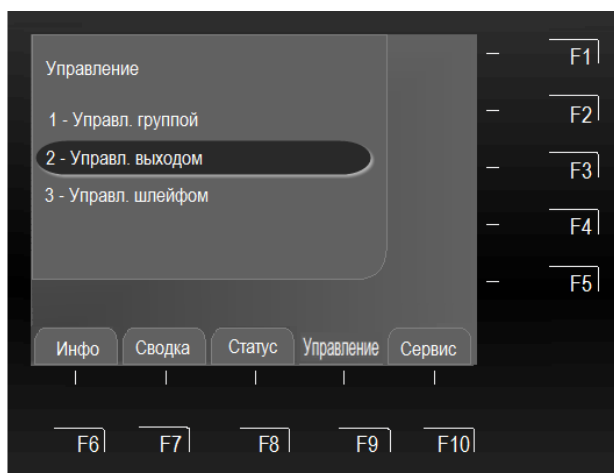 Управление
F1
1 - Управл. группой
F2
2 - Управл. выходом
F3
3 - Управл. шлейфом
F4
F5
Инфо Сводка Статус Управление Сервис
F6 F7 F8 F9 F10